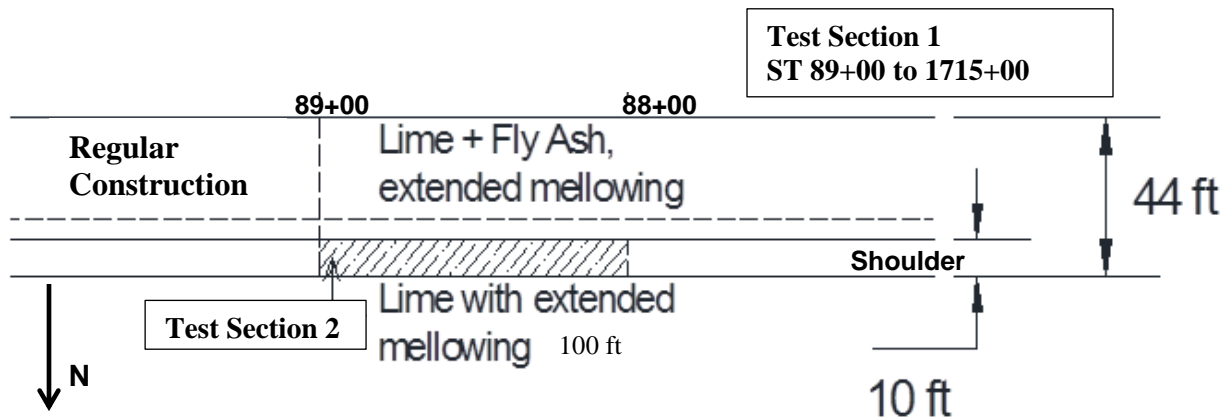 Test Section 1
ST 89+00 to 1715+00
89+00
88+00
Regular
Construction
Lime + Fly Ash,
extended mellowing
44 ft
Shoulder
Test Section 2
Lime with extended
mellowing 100 ft
N
10 ft